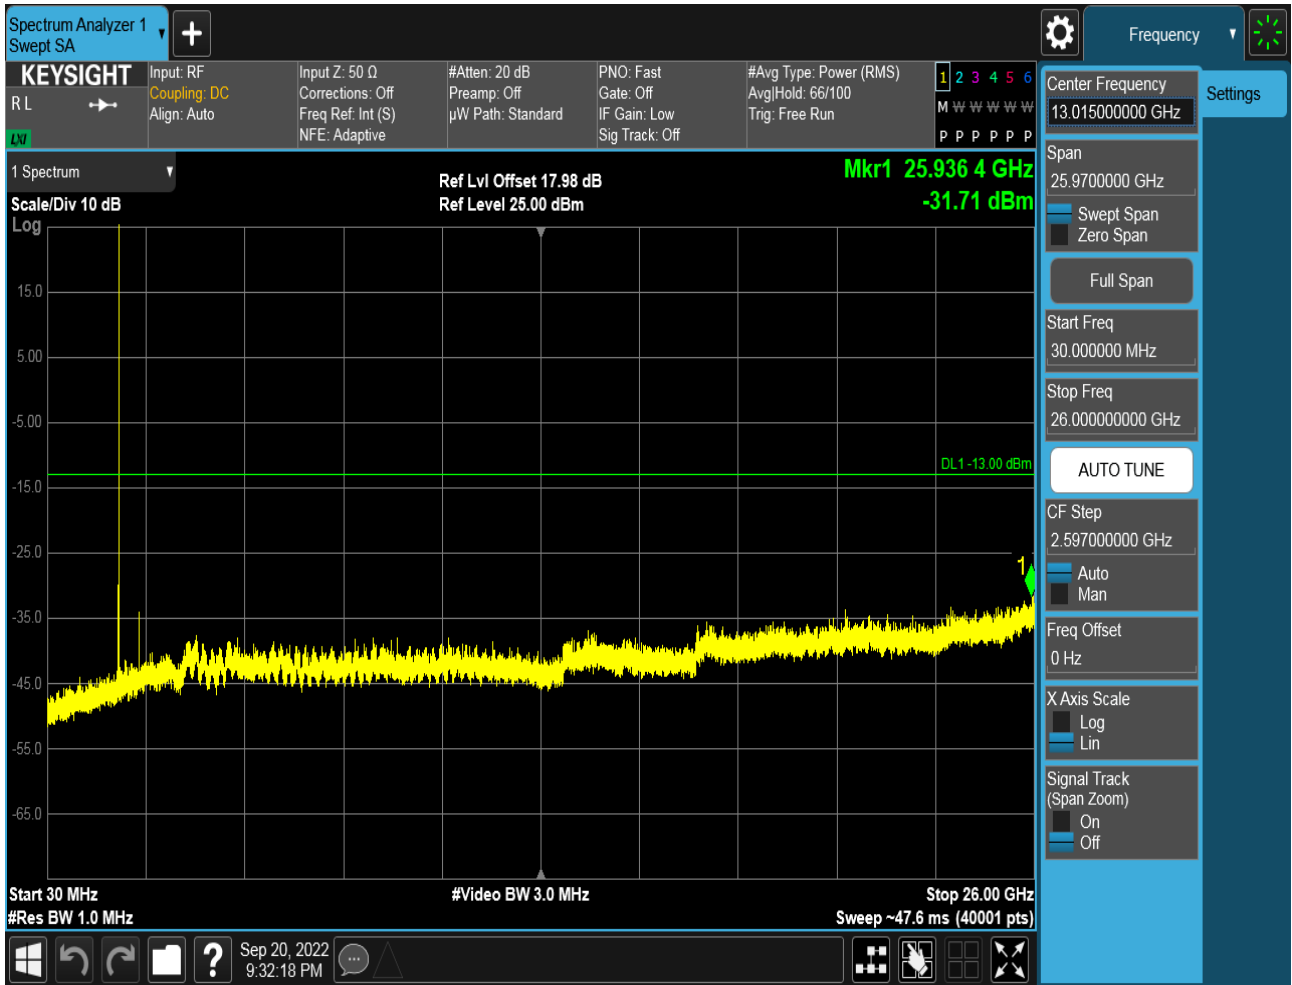 Spectrum Analyzer 1
Swept SA
Frequency
KEYSIGHT
R L
LXI
Input: RF
Coupling: DC
Align: Auto
Input Z: 50 Ω
Corrections: Off
Freq Ref: Int (S)
NFE: Adaptive
#Atten: 20 dB
Preamp: Off
µW Path: Standard
PNO: Fast
Gate: Off
IF Gain: Low
Sig Track: Off
#Avg Type: Power (RMS)
Avg|Hold: 66/100
Trig: Free Run
1 2 3 4 5 6
M W W W W W
P P P P P P
1 Spectrum
Scale/Div 10 dB
Log
Ref Lvl Offset 17.98 dB
Ref Level 25.00 dBm
Mkr1 25.936 4 GHz
-31.71 dBm
15.0
5.00
-5.00
-15.0
-25.0
-35.0
-45.0
-55.0
-65.0
DL1 -13.00 dBm
1
Start 30 MHz
#Res BW 1.0 MHz
#Video BW 3.0 MHz
Stop 26.00 GHz
Sweep ~47.6 ms (40001 pts)
Center Frequency
13.015000000 GHz
Settings
Span
25.9700000 GHz
Swept Span
Zero Span
Full Span
Start Freq
30.000000 MHz
Stop Freq
26.000000000 GHz
AUTO TUNE
CF Step
2.597000000 GHz
Auto
Man
Freq Offset
0 Hz
X Axis Scale
Log
Lin
Signal Track
(Span Zoom)
On
Off
?
Sep 20, 2022
9:32:18 PM